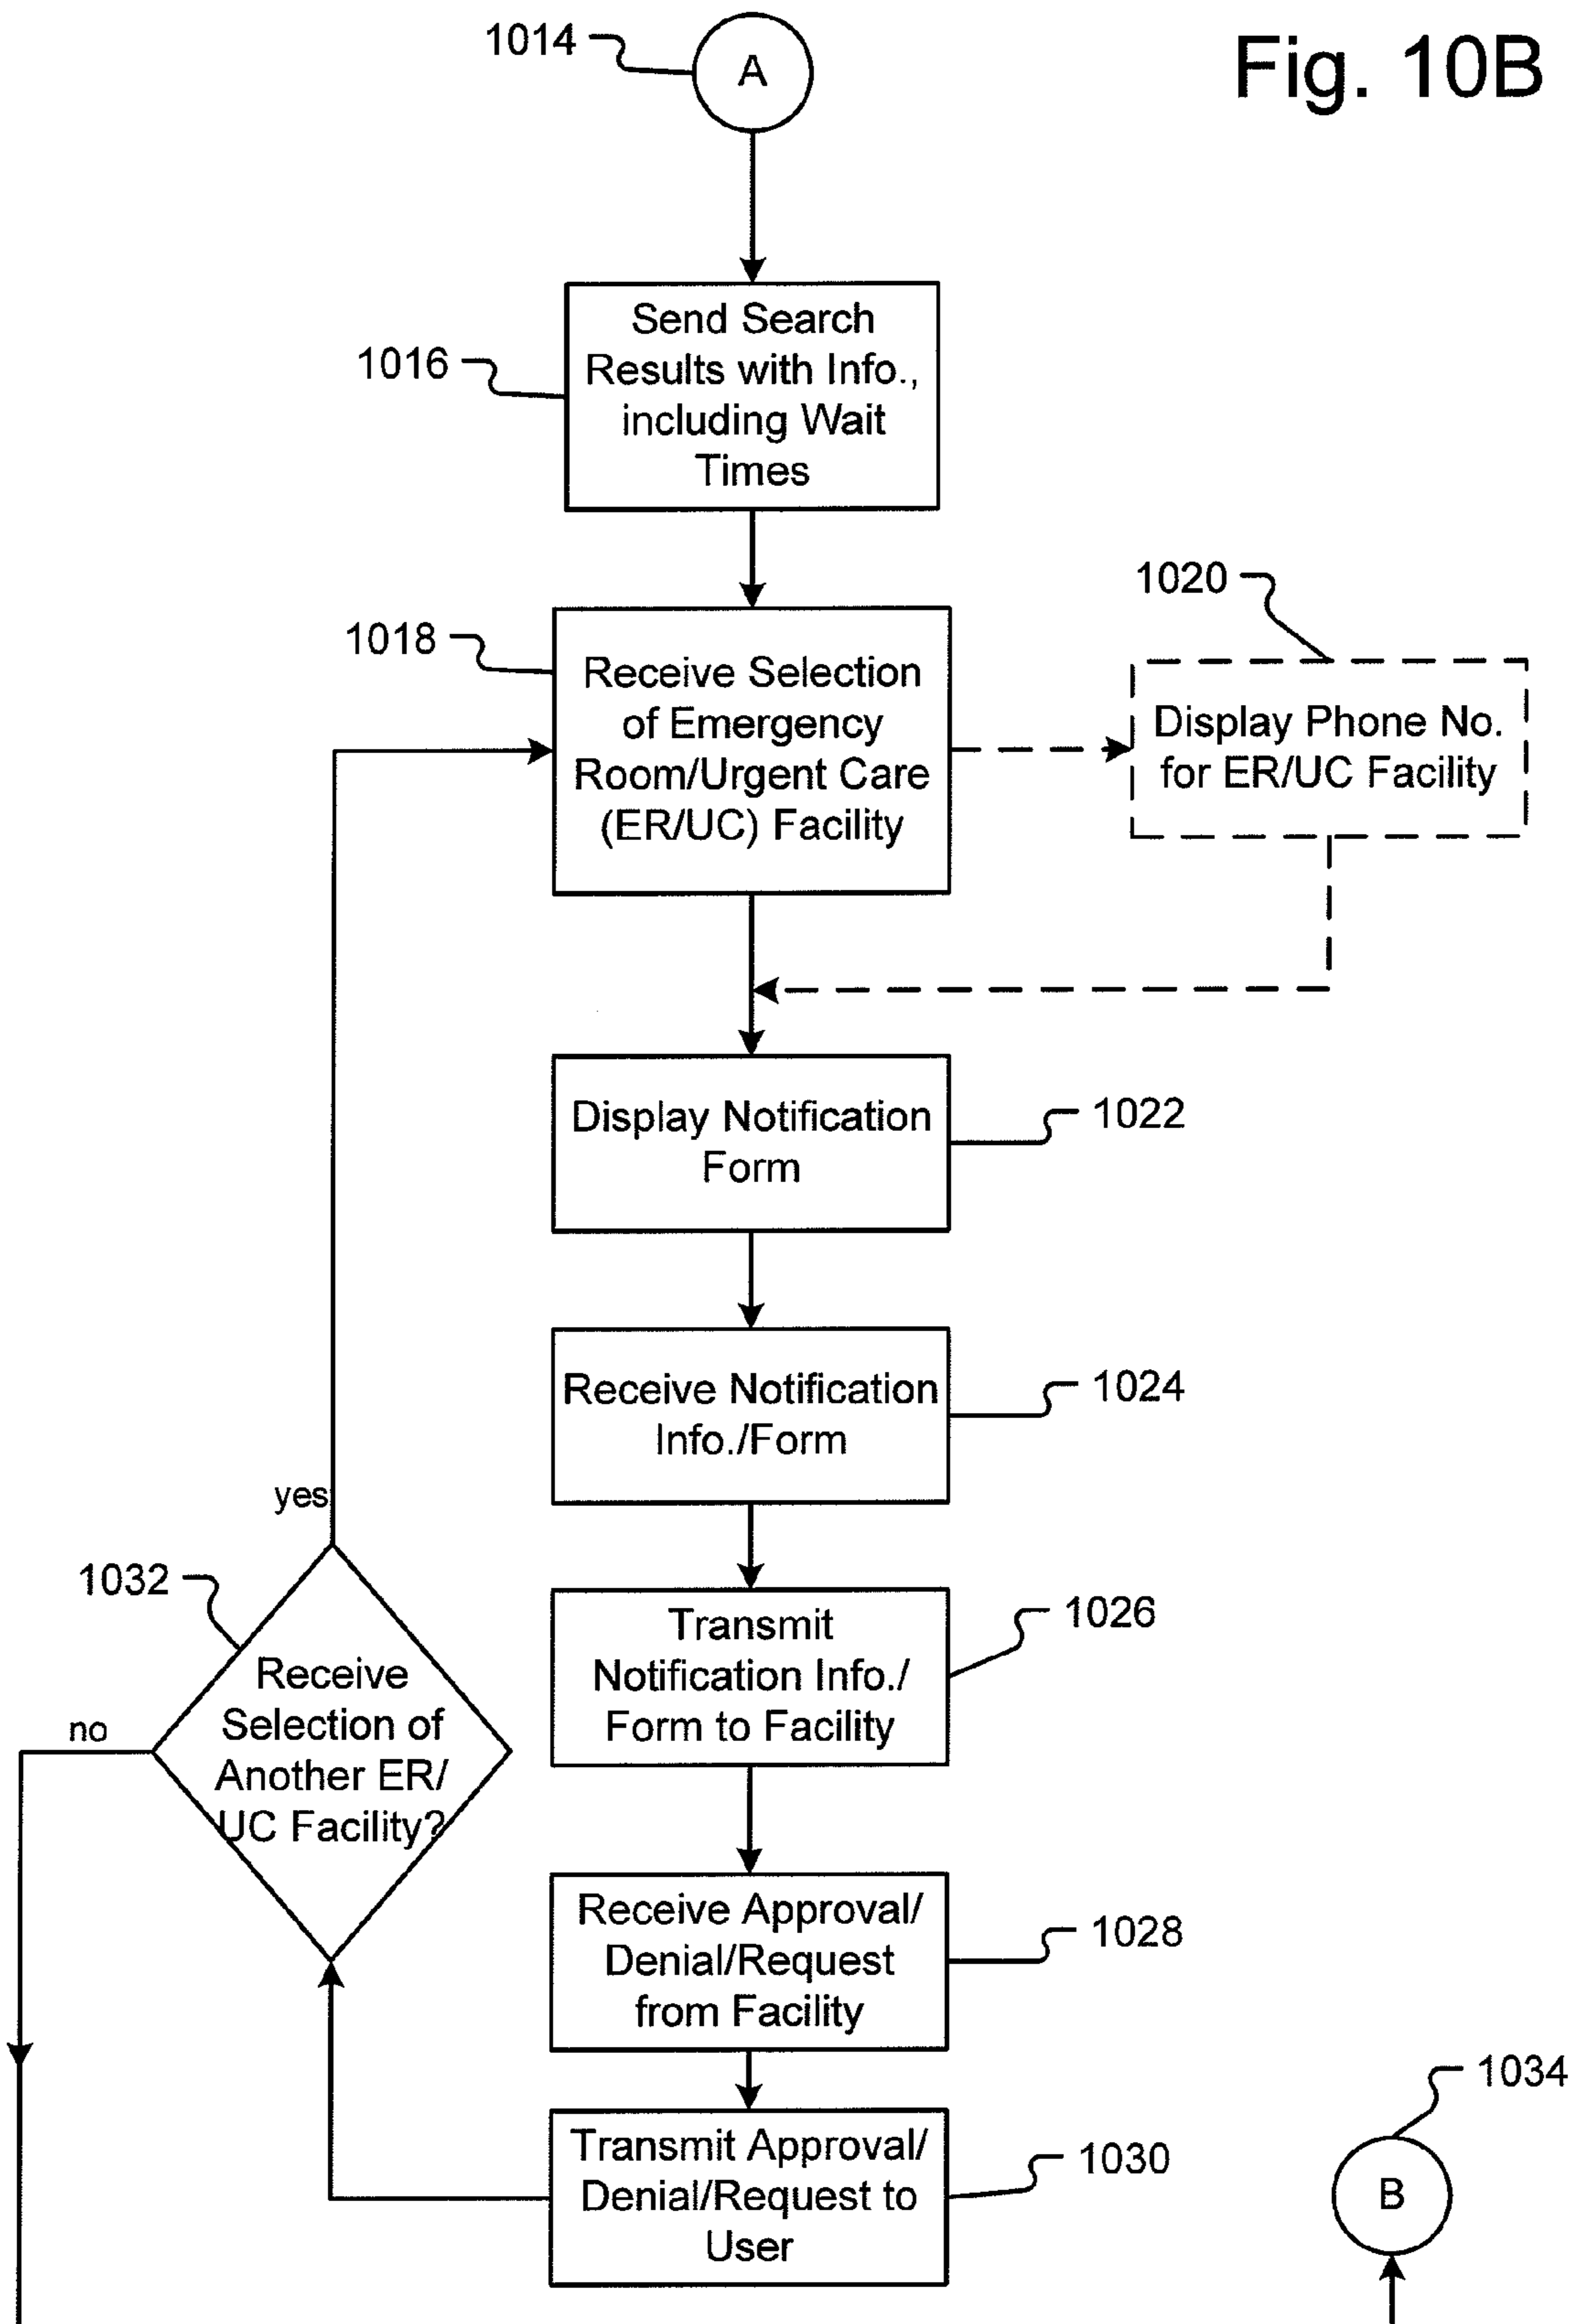 Fig. 10B
1014
A
1016
Send Search
Results with Info.,
including Wait
Times
1018
Receive Selection
of Emergency
Room/Urgent Care
(ER/UC) Facility
1020
Display Phone No.
for ER/UC Facility
Display Notification
Form
1022
Receive Notification
Info./Form
1024
yes
1032
Receive
Selection of
Another ER/
UC Facility?
no
Transmit
Notification Info./
Form to Facility
1026
Receive Approval/
Denial/Request
from Facility
1028
Transmit Approval/
Denial/Request to
User
1030
1034
B